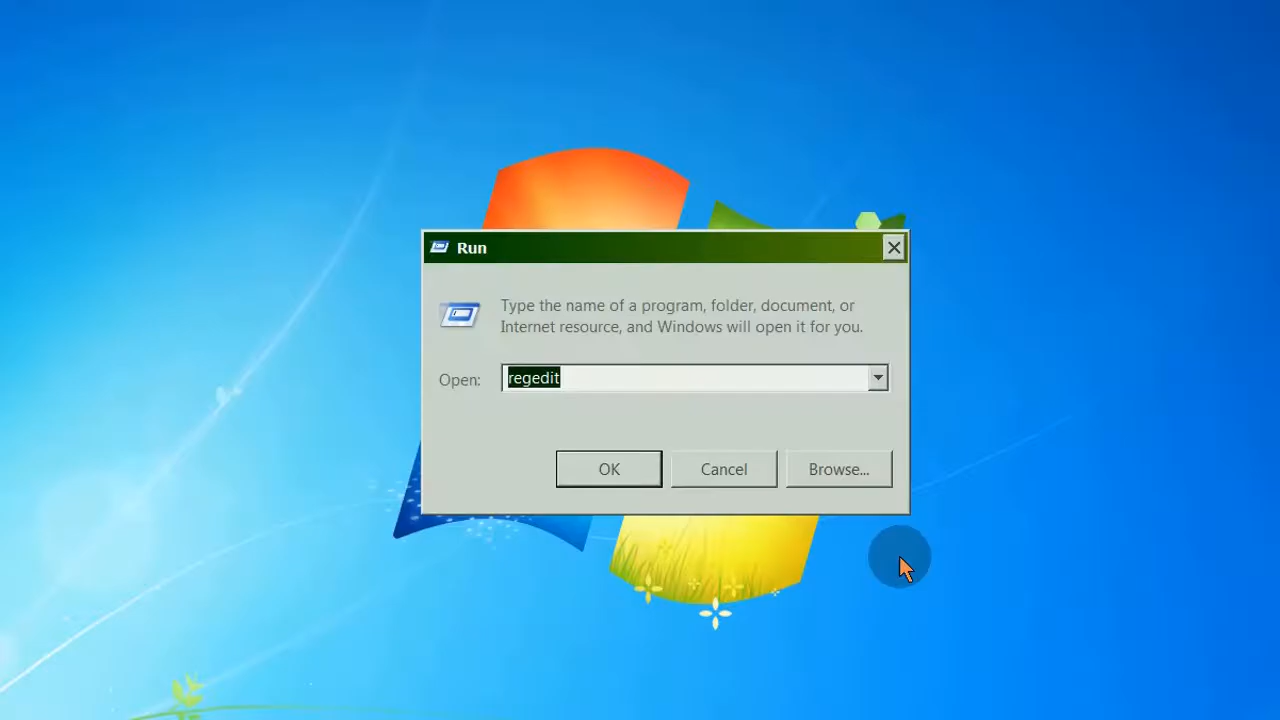 Run
Type the name of a program, folder, document, or
Internet resource, and Windows will open it for you.
Open: regedit
OK Cancel Browse...